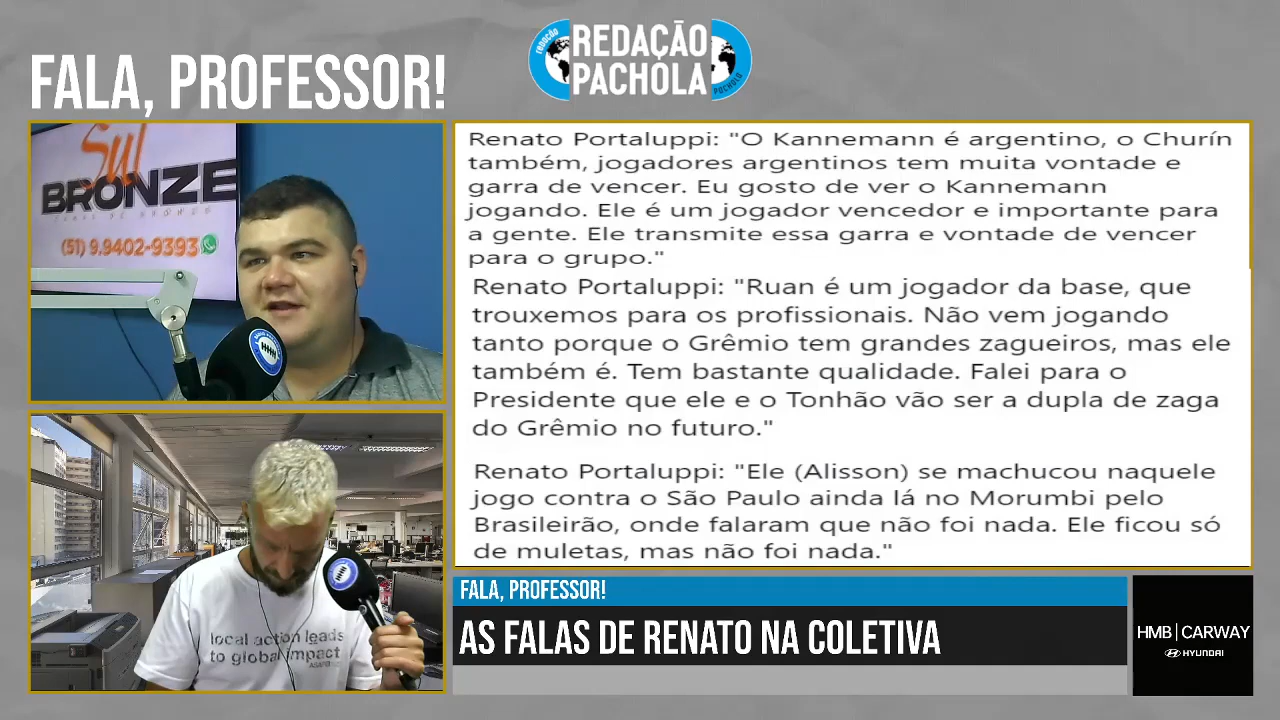 redação
REDAÇÃO
PACHOLA
PACHOLA
FALA, PROFESSOR!
Sul
BRONZE
(51) 9.9402-9393
Renato Portaluppi: "O Kannemann é argentino, o Churín
também, jogadores argentinos tem muita vontade e
garra de vencer. Eu gosto de ver o Kannemann
jogando. Ele é um jogador vencedor e importante para
a gente. Ele transmite essa garra e vontade de vencer
para o grupo."
Renato Portaluppi: "Ruan é um jogador da base, que
trouxemos para os profissionais. Não vem jogando
tanto porque o Grêmio tem grandes zagueiros, mas ele
também é. Tem bastante qualidade. Falei para o
Presidente que ele e o Tonhão vão ser a dupla de zaga
do Grêmio no futuro."
Renato Portaluppi: "Ele (Alisson) se machucou naquele
jogo contra o São Paulo ainda lá no Morumbi pelo
Brasileirão, onde falaram que não foi nada. Ele ficou só
de muletas, mas não foi nada."
local action leads
to global impact
FALA, PROFESSOR!
AS FALAS DE RENATO NA COLETIVA
HMB | CARWAY
HYUNDAI